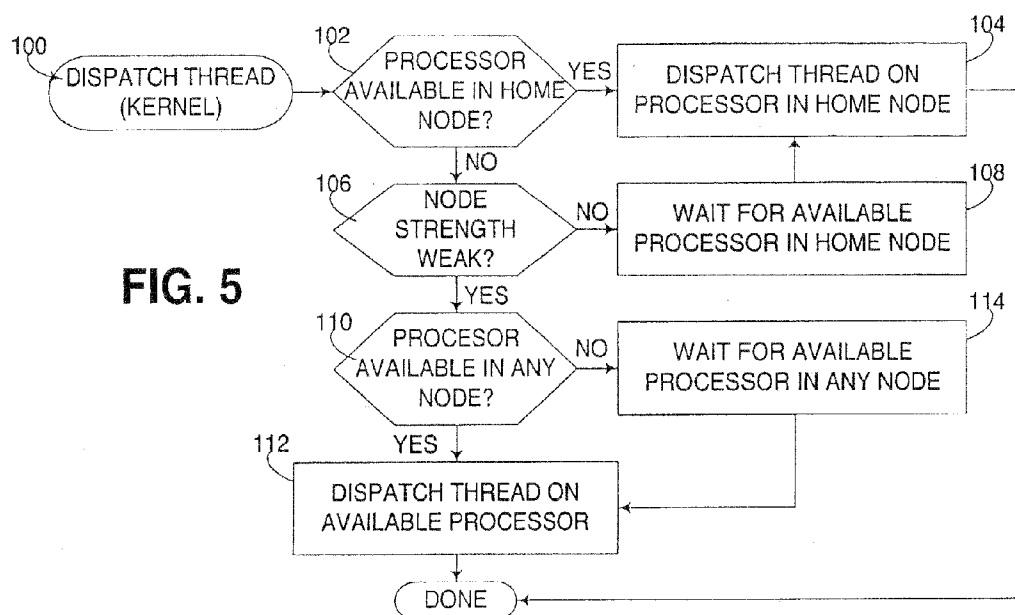 100
DISPATCH THREAD
(KERNEL)
102
PROCESSOR
AVAILABLE IN HOME
NODE?
YES
104
DISPATCH THREAD ON
PROCESSOR IN HOME NODE
NO
106
NODE
STRENGTH
WEAK?
NO
108
WAIT FOR AVAILABLE
PROCESSOR IN HOME NODE
FIG. 5
YES
110
PROCESOR
AVAILABLE IN ANY
NODE?
NO
114
WAIT FOR AVAILABLE
PROCESSOR IN ANY NODE
YES
112
DISPATCH THREAD ON
AVAILABLE PROCESSOR
DONE